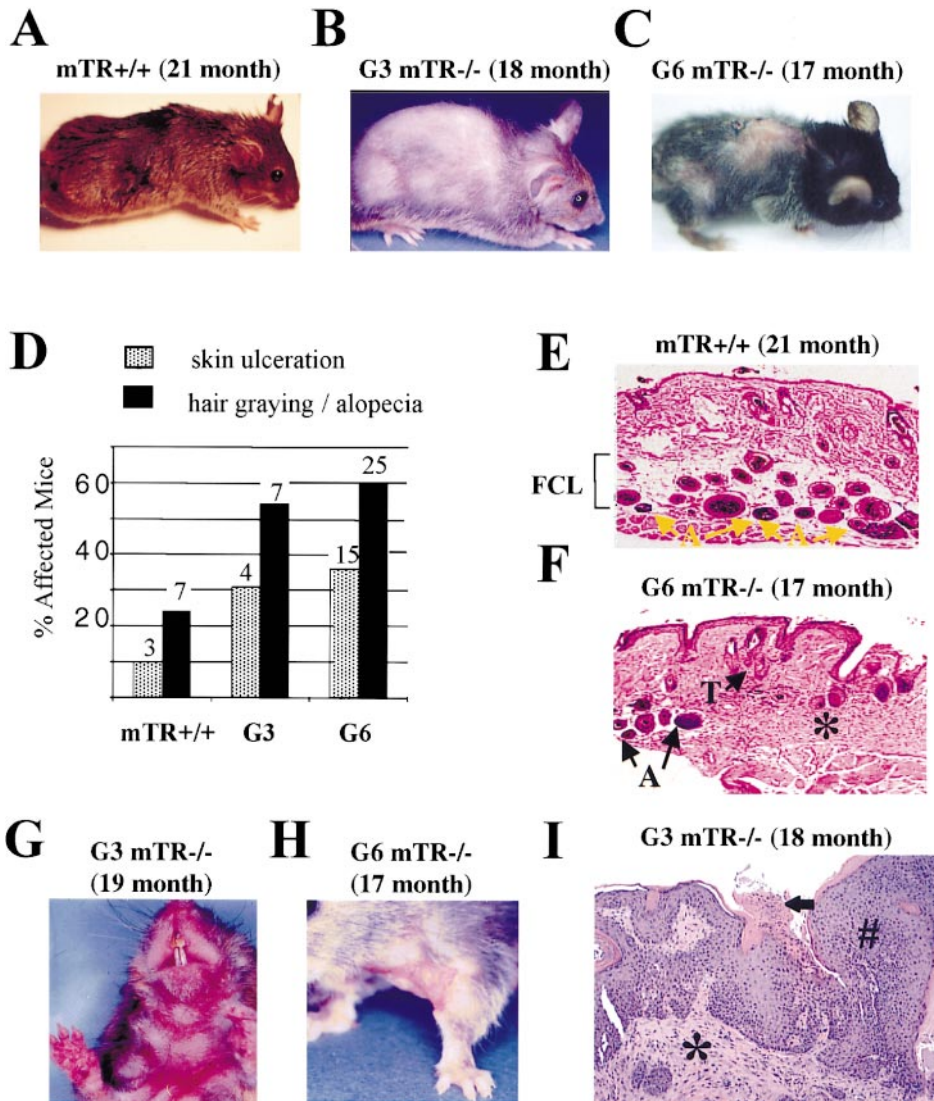 A
mTR+/+ (21 month)
B
G3 mTR-/- (18 month)
C
G6 mTR-/- (17 month)
D
skin ulceration
hair graying / alopecia
% Affected Mice
60
40
20
3
7
4
7
15
25
mTR+/+
G3
G6
E
mTR+/+ (21 month)
FCL
A
A
F
G6 mTR-/- (17 month)
T
*
A
G
G3 mTR-/-
(19 month)
H
G6 mTR-/-
(17 month)
I
G3 mTR-/- (18 month)
#
*